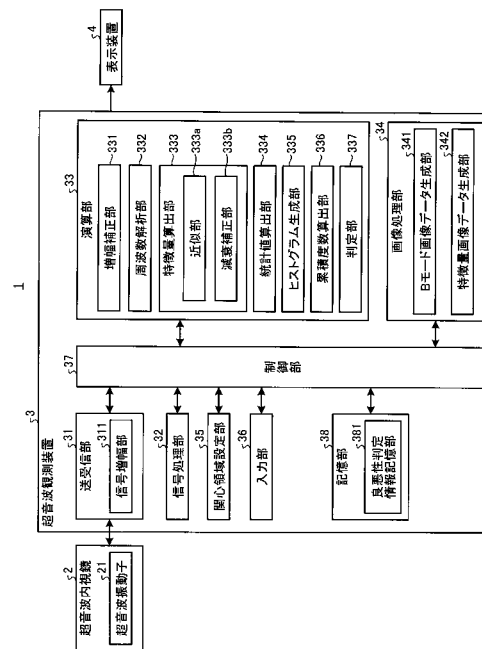 1
3
超音波観測装置
2
超音波内視鏡
21
超音波振動子
31
送受信部
311
信号増幅部
32
信号処理部
35
関心領域設定部
36
入力部
38
記憶部
381
良悪性判定
情報記憶部
37
制御部
33
演算部
増幅補正部
331
周波数解析部
332
特徴量算出部
333
近似部
333a
減衰補正部
333b
統計値算出部
334
ヒストグラム生成部
335
累積度数算出部
336
判定部
337
34
画像処理部
341
Bモード画像データ生成部
342
特徴量画像データ生成部
4
表示装置